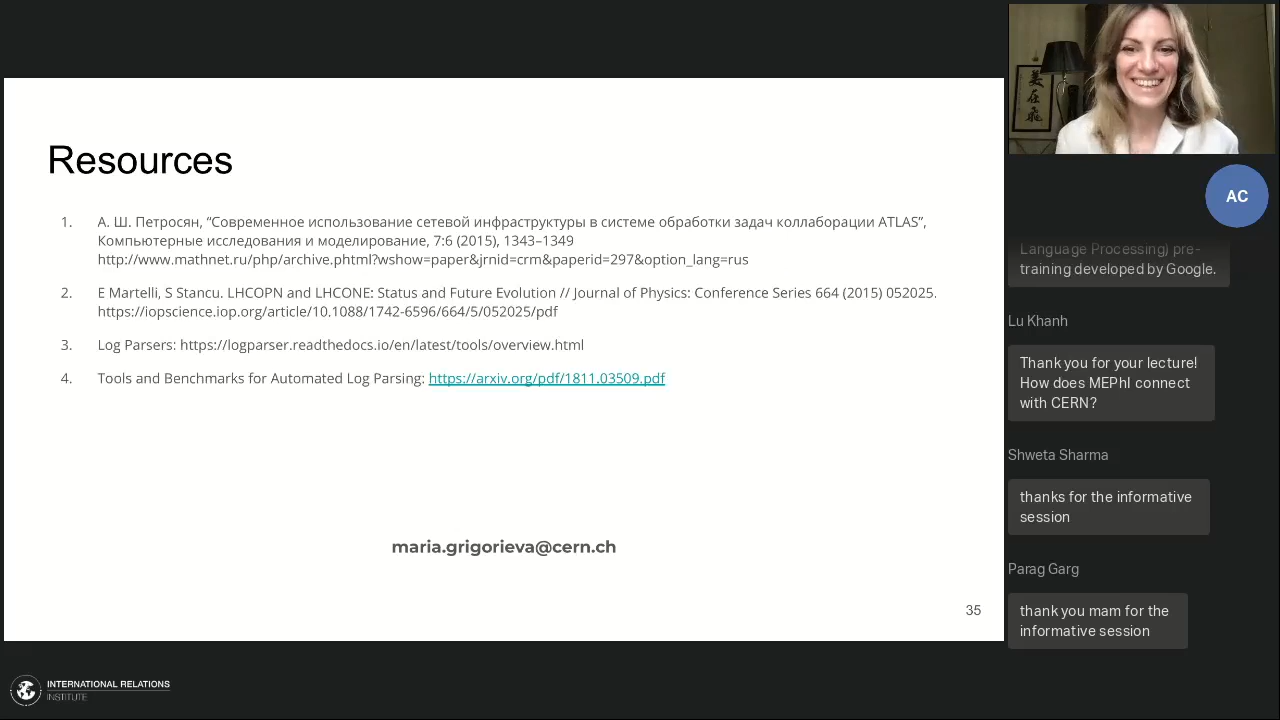 Resources
1. А. Ш. Петросян, “Современное использование сетевой инфраструктуры в системе обработки задач коллаборации ATLAS”,
Компьютерные исследования и моделирование, 7:6 (2015), 1343–1349
http://www.mathnet.ru/php/archive.phtml?wshow=paper&jrnid=crm&paperid=297&option_lang=rus
2. E Martelli, S Stancu. LHCOPN and LHCONE: Status and Future Evolution // Journal of Physics: Conference Series 664 (2015) 052025.
https://iopscience.iop.org/article/10.1088/1742-6596/664/5/052025/pdf
3. Log Parsers: https://logparser.readthedocs.io/en/latest/tools/overview.html
4. Tools and Benchmarks for Automated Log Parsing: https://arxiv.org/pdf/1811.03509.pdf
maria.grigorieva@cern.ch
35
INTERNATIONAL RELATIONS
INSTITUTE
美在飛
AC
Language Processing) pre-
training developed by Google.
Lu Khanh
Thank you for your lecture!
How does MEPhI connect
with CERN?
Shweta Sharma
thanks for the informative
session
Parag Garg
thank you mam for the
informative session